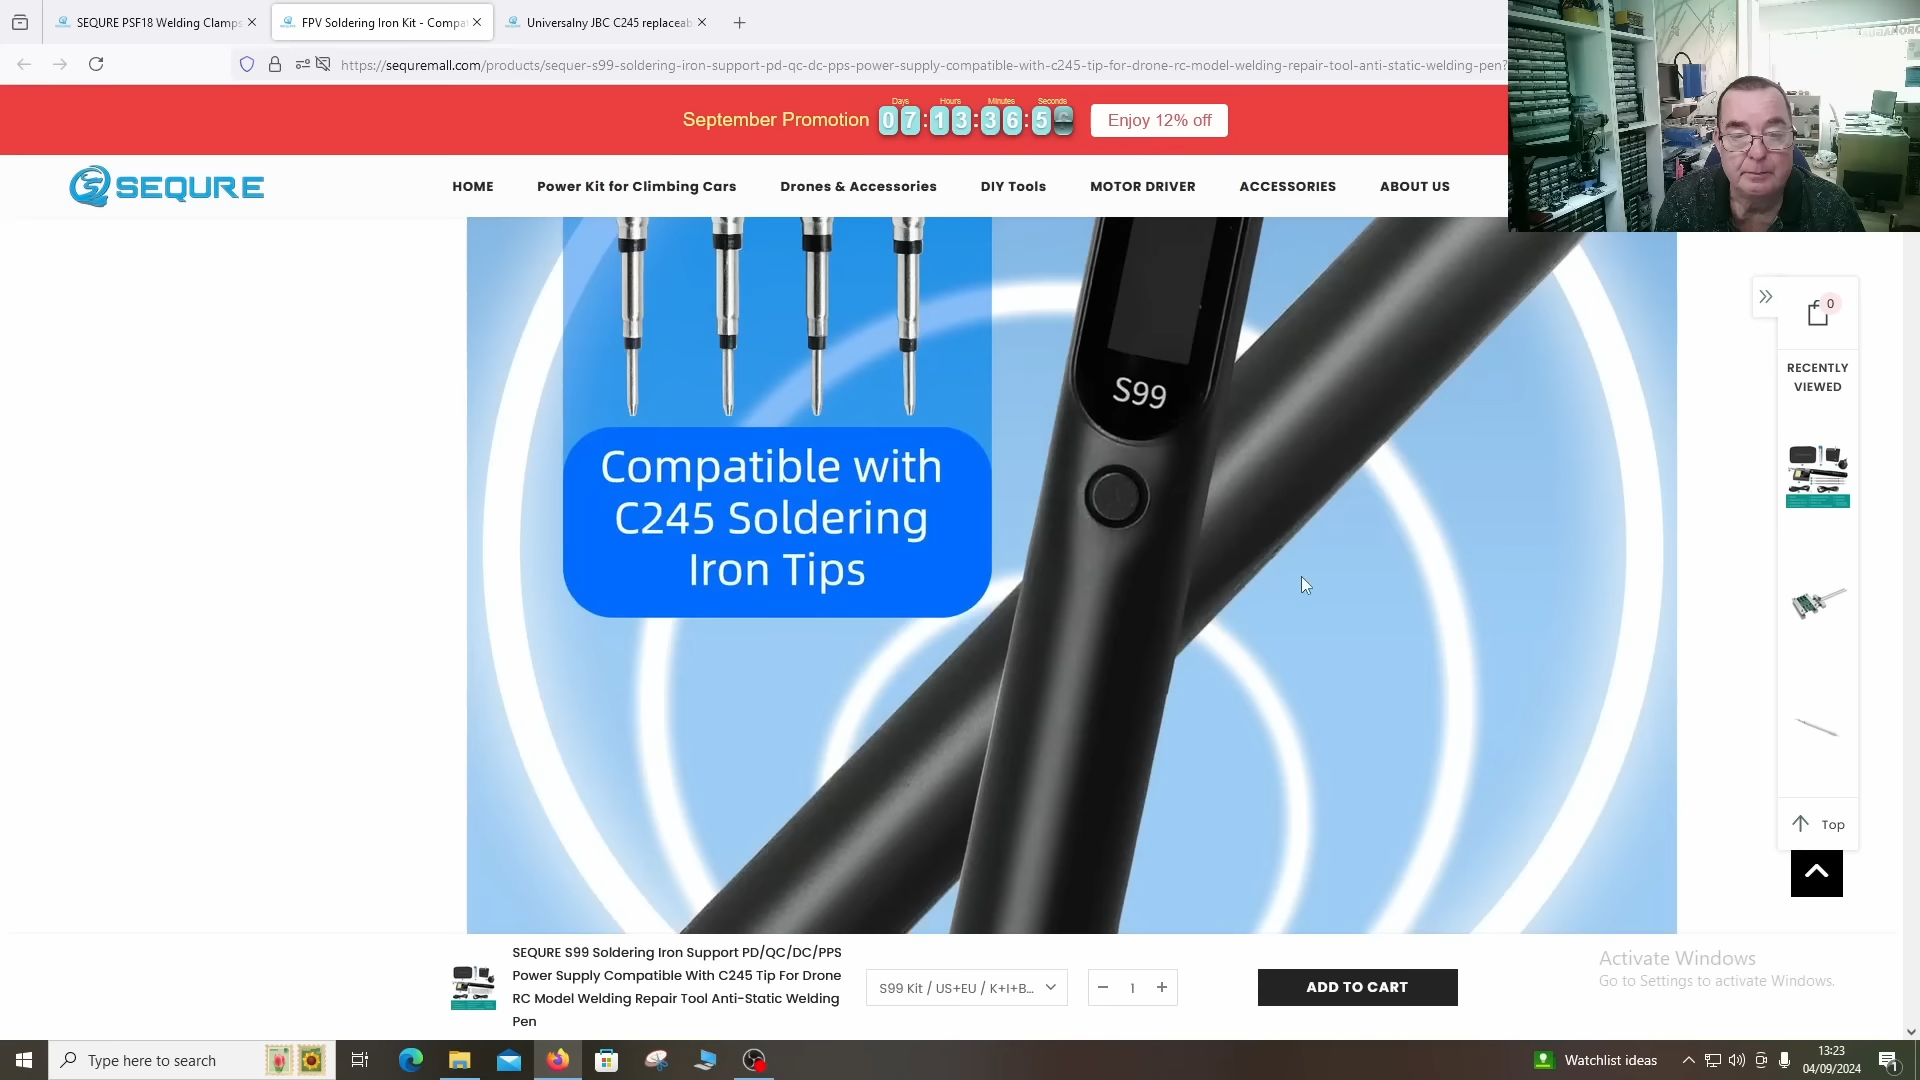 SEQURE PSF18 Welding Clamps
FPV Soldering Iron Kit - Compat
Universalny JBC C245 replaceab
https://sequremall.com/products/sequer-s99-soldering-iron-support-pd-qc-dc-pps-power-supply-compatible-with-c245-tip-for-drone-rc-model-welding-repair-tool-anti-static-welding-pen?
September Promotion
Days
Hours
Minutes
Seconds
07:13:36:5
Enjoy 12% off
SEQURE
HOME
Power Kit for Climbing Cars
Drones & Accessories
DIY Tools
MOTOR DRIVER
ACCESSORIES
ABOUT US
0
RECENTLY
VIEWED
S99
Compatible with
C245 Soldering
Iron Tips
Top
SEQURE S99 Soldering Iron Support PD/QC/DC/PPS
Power Supply Compatible With C245 Tip For Drone
RC Model Welding Repair Tool Anti-Static Welding
Pen
S99 Kit / US+EU / K+I+B...
− 1 +
ADD TO CART
Activate Windows
Go to Settings to activate Windows.
Type here to search
Watchlist ideas
13:23
04/09/2024
1